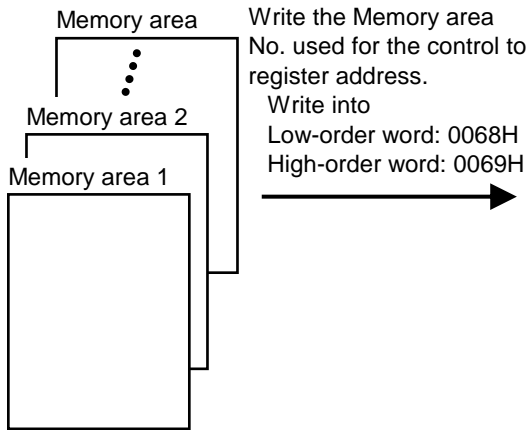 Memory area
Memory area 2
Memory area 1
Write the Memory area
No. used for the control to
register address.
Write into
Low-order word: 0068H
High-order word: 0069H